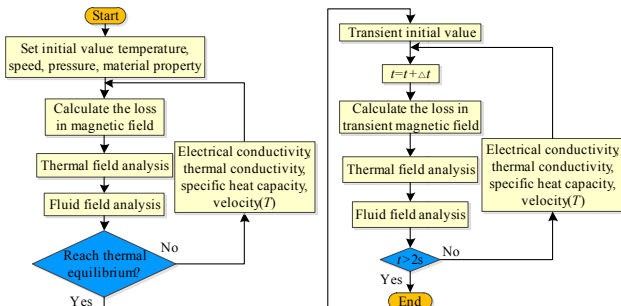 Start
Set initial value: temperature,
speed, pressure, material property
Calculate the loss
in magnetic field
Thermal field analysis
Fluid field analysis
Electrical conductivity,
thermal conductivity,
specific heat capacity,
velocity(T)
Reach thermal
equilibrium?
No
Yes
Transient initial value
t=t+△t
Calculate the loss in
transient magnetic field
Thermal field analysis
Fluid field analysis
Electrical conductivity,
thermal conductivity,
specific heat capacity,
velocity(T)
t>2s
No
Yes
End